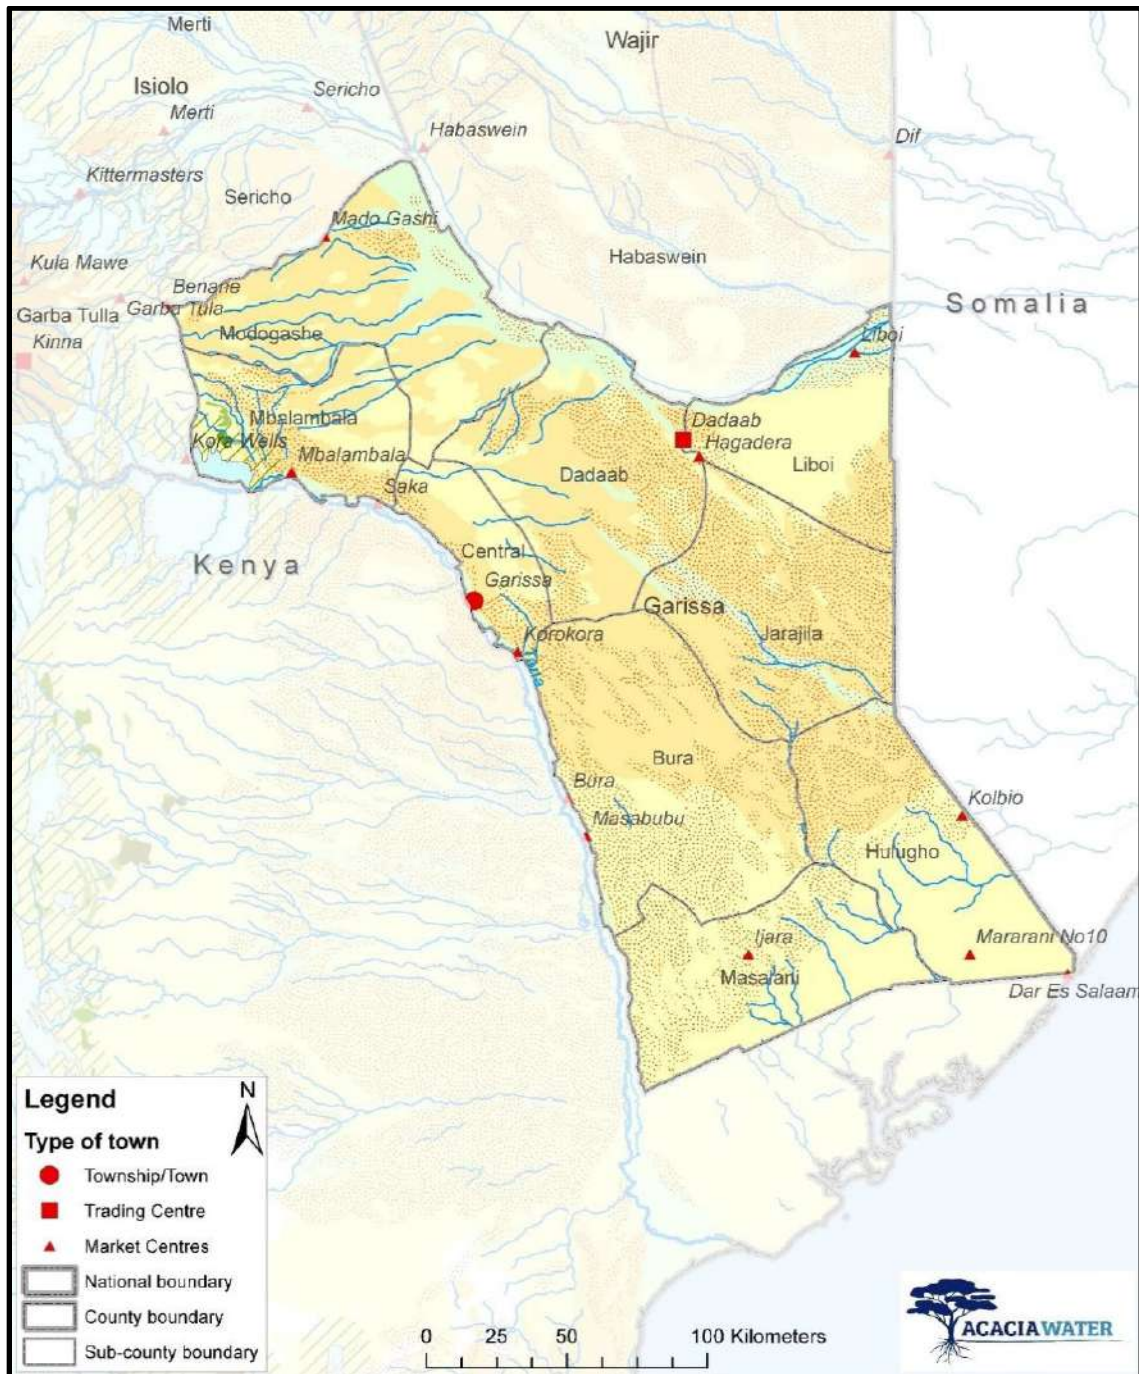 Merti
Wajir
Isiolo
Sericho
Merti
Habaswein
Dif
Kittermasters
Sericho
Mado Gashi
Habaswein
Kula Mawe
Benane
Garba Tula
Garba Tulla
Somalia
Kinna
Modogashe
Liboi
Mbalambala
Dadaab
Kora Wells
Hagadera
Mbalambala
Dadaab
Liboi
Saka
Central
Kenya
Garissa
Garissa
Korokora
Jarajila
Tana
Bura
Bura
Kolbio
Masabubu
Hulugho
Ijara
Mararani No10
Masalani
Dar Es Salaam
Legend
N
Type of town
Township/Town
Trading Centre
Market Centres
National boundary
County boundary
Sub-county boundary
0 25 50 100 Kilometers
ACACIAWATER